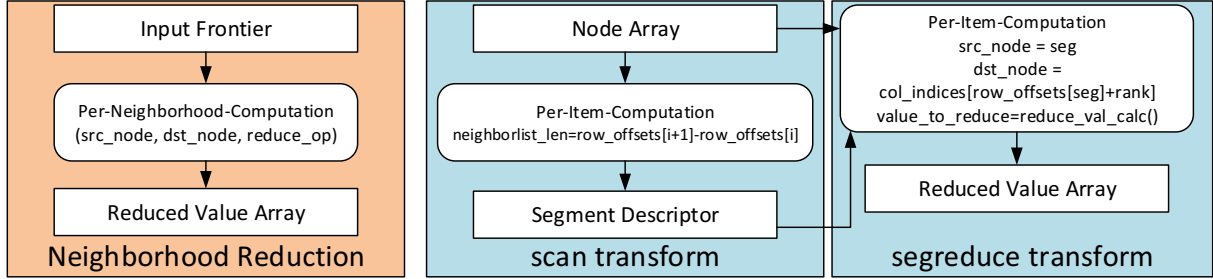 Input Frontier
Per-Neighborhood-Computation
(src_node, dst_node, reduce_op)
Reduced Value Array
Neighborhood Reduction
Node Array
Per-Item-Computation
neighborlist_len=row_offsets[i+1]-row_offsets[i]
Segment Descriptor
scan transform
Per-Item-Computation
src_node = seg
dst_node =
col_indices[row_offsets[seg]+rank]
value_to_reduce=reduce_val_calc()
Reduced Value Array
segreduce transform